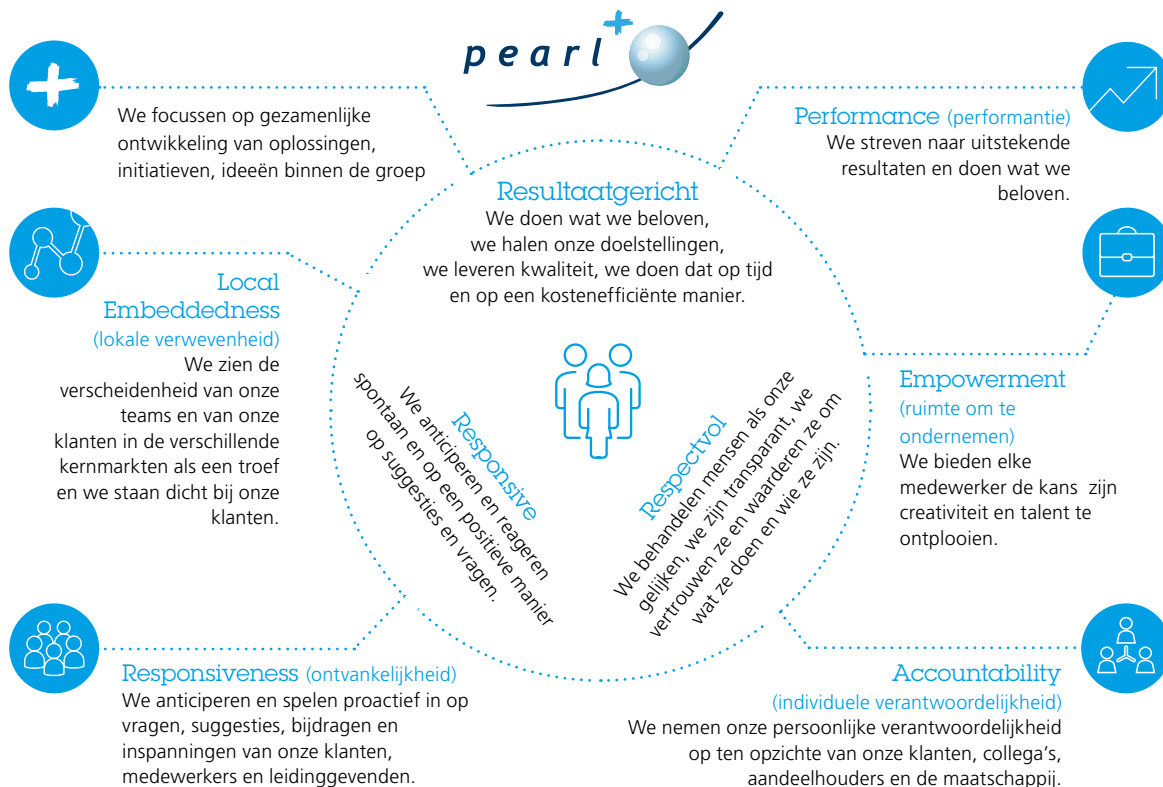 pearl+
We focussen op gezamenlijke
ontwikkeling van oplossingen,
initiatieven, ideeën binnen de groep
Performance (performantie)
We streven naar uitstekende
resultaten en doen wat we
beloven.
Resultaatgericht
We doen wat we beloven,
we halen onze doelstellingen,
we leveren kwaliteit, we doen dat op tijd
en op een kostenefficiënte manier.
Local
Embeddedness
(lokale verwevenheid)
We zien de
verscheidenheid van onze
teams en van onze
klanten in de verschillende
kernmarkten als een troef
en we staan dicht bij onze
klanten.
Responsive
We anticiperen en reageren
spontaan en op een positieve manier
op suggesties en vragen.
Respectvol
We behandelen mensen als onze
gelijken, we zijn transparant, we
vertrouwen ze en waarderen ze om
wat ze doen en wie ze zijn.
Empowerment
(ruimte om te
ondernemen)
We bieden elke
medewerker de kans  zijn
creativiteit en talent te
ontplooien.
Responsiveness (ontvankelijkheid)
We anticiperen en spelen proactief in op
vragen, suggesties, bijdragen en
inspanningen van onze klanten,
medewerkers en leidinggevenden.
Accountability
(individuele verantwoordelijkheid)
We nemen onze persoonlijke verantwoordelijkheid
op ten opzichte van onze klanten, collega's,
aandeelhouders en de maatschappij.